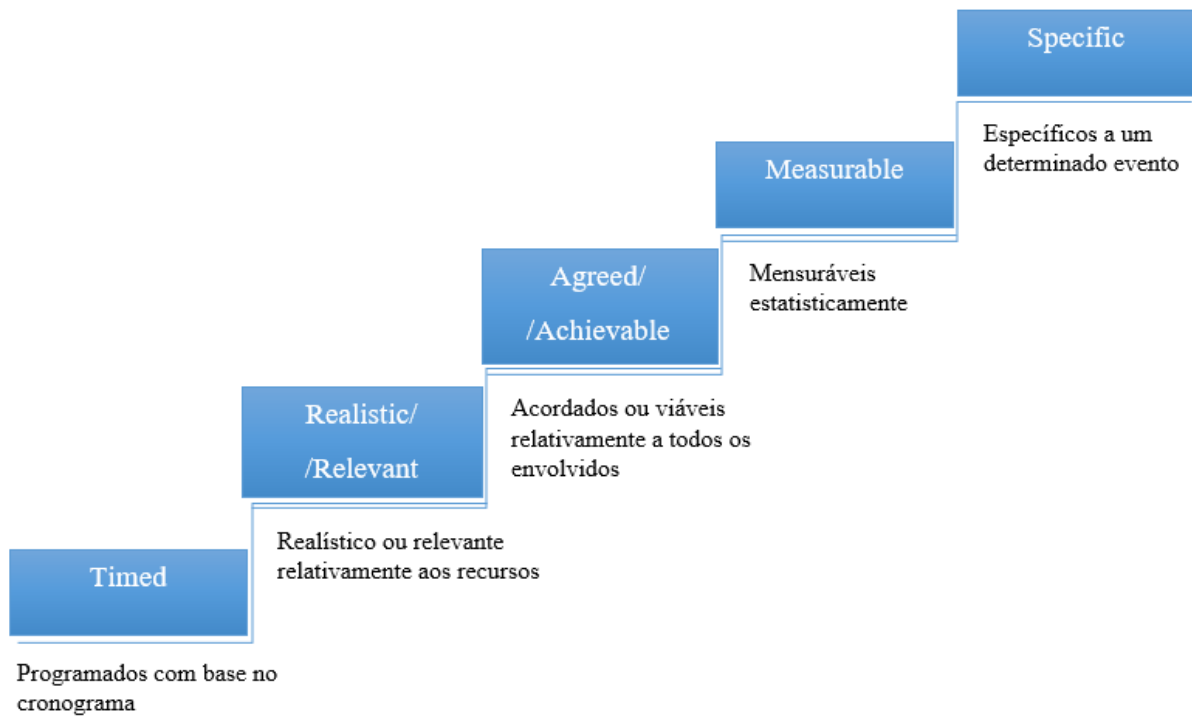 Specific
Específicos a um
determinado evento
Measurable
Mensuráveis
estatisticamente
Agreed/
/Achievable
Acordados ou viáveis
relativamente a todos os
envolvidos
Realistic/
/Relevant
Realístico ou relevante
relativamente aos recursos
Timed
Programados com base no
cronograma